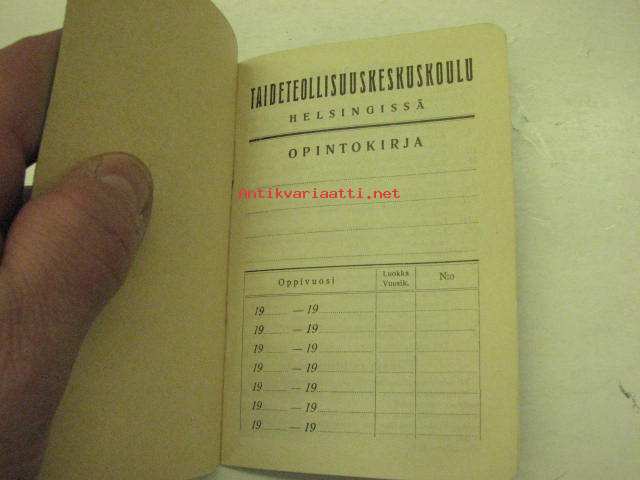 TAIDETEOLLISUUSKESKUSKOULU
HELSINGISSÄ
OPINTOKIRJA
Antikvariaatti.net
Oppivuosi Luokka Vuosik. N:o
19 — 19
19 — 19
19 — 19
19 — 19
19 — 19
19 — 19
19 — 19